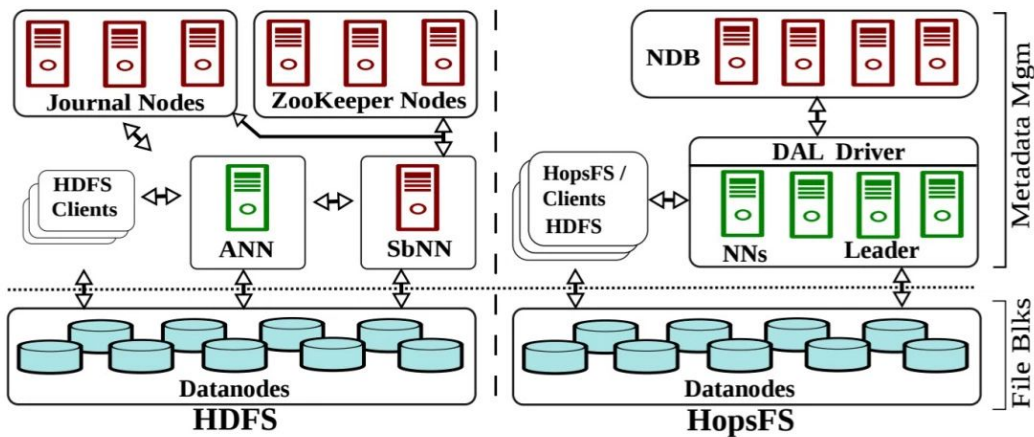 Journal Nodes
ZooKeeper Nodes
HDFS
Clients
ANN
SbNN
Datanodes
HDFS
NDB
DAL Driver
HopsFS /
Clients
HDFS
NNs
Leader
Datanodes
HopsFS
Metadata Mgm
File Blks